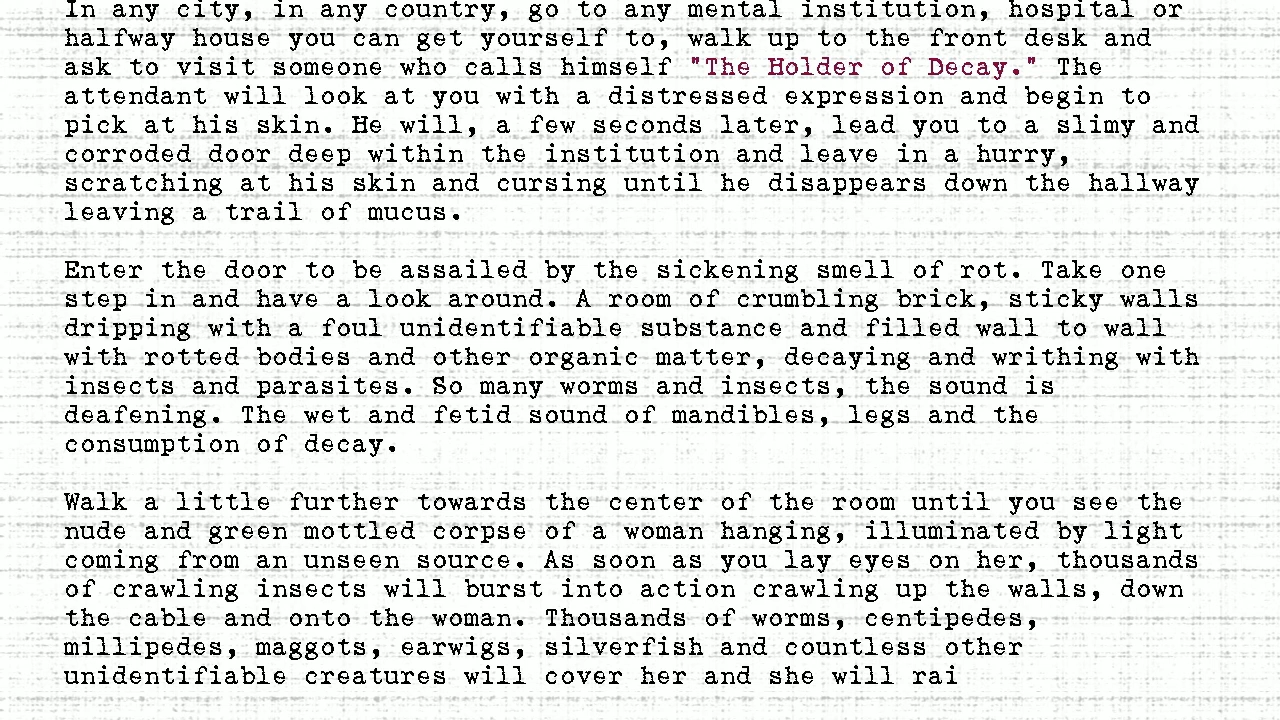 In any city, in any country, go to any mental institution, hospital or
halfway house you can get yourself to, walk up to the front desk and
ask to visit someone who calls himself "The Holder of Decay." The
attendant will look at you with a distressed expression and begin to
pick at his skin. He will, a few seconds later, lead you to a slimy and
corroded door deep within the institution and leave in a hurry,
scratching at his skin and cursing until he disappears down the hallway
leaving a trail of mucus.
Enter the door to be assailed by the sickening smell of rot. Take one
step in and have a look around. A room of crumbling brick, sticky walls
dripping with a foul unidentifiable substance and filled wall to wall
with rotted bodies and other organic matter, decaying and writhing with
insects and parasites. So many worms and insects, the sound is
deafening. The wet and fetid sound of mandibles, legs and the
consumption of decay.
Walk a little further towards the center of the room until you see the
nude and green mottled corpse of a woman hanging, illuminated by light
coming from an unseen source. As soon as you lay eyes on her, thousands
of crawling insects will burst into action crawling up the walls, down
the cable and onto the woman. Thousands of worms, centipedes,
millipedes, maggots, earwigs, silverfish and countless other
unidentifiable creatures will cover her and she will rai